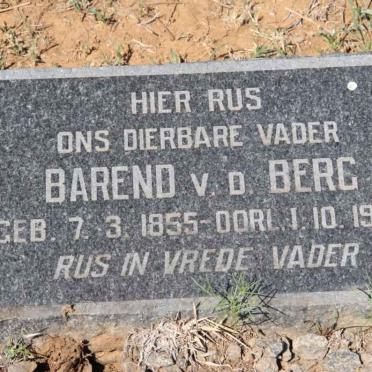 HIER RUS
ONS DIERBARE VADER
BAREND V. D. BERG
GEB. 7. 3. 1855-OORL. 1. 10. 19
RUS IN VREDE VADER